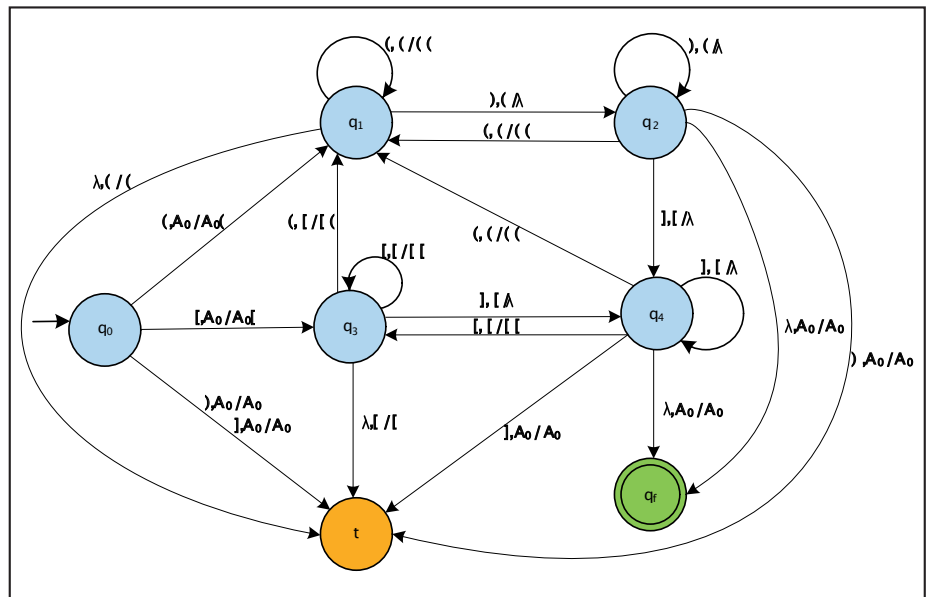 (, ( / ( (
), ( /λ
q1
), ( /λ
q2
(, ( / ( (
λ, ( / (
(,A₀/A₀(
(, [ / [ (
(, ( / ( (
], [ /λ
[, [ / [ [
], [ /λ
q0
[,A₀/A₀[
q3
], [ /λ
[, [ / [ [
q4
λ,A₀/A₀
) ,A₀/A₀
),A₀/A₀
],A₀/A₀
λ,[ / [
],A₀/A₀
λ,A₀/A₀
qf
t